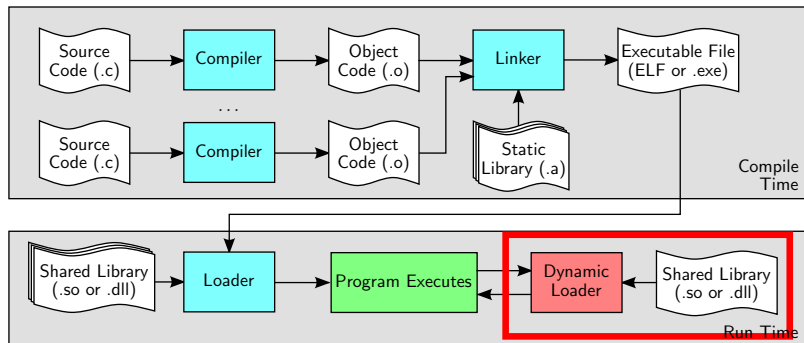 Source
Code (.c)
Compiler
Object
Code (.o)
Linker
Executable File
(ELF or .exe)
...
Source
Code (.c)
Compiler
Object
Code (.o)
Static
Library (.a)
Compile
Time
Shared Library
(.so or .dll)
Loader
Program Executes
Dynamic
Loader
Shared Library
(.so or .dll)
Run Time